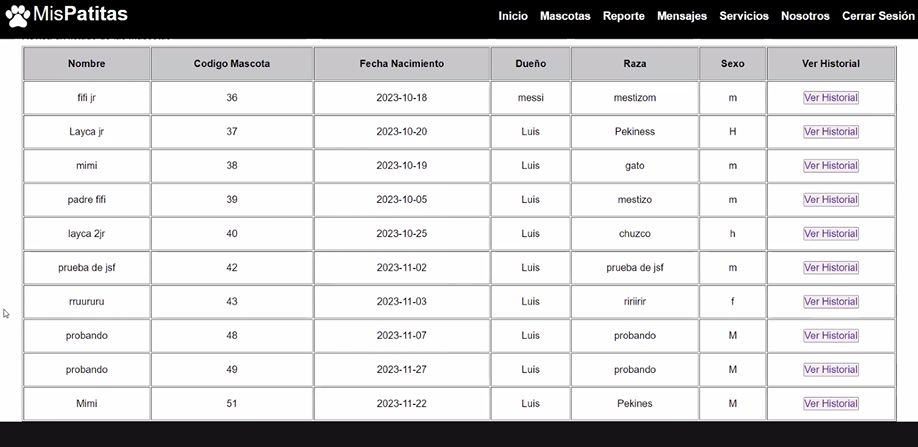 MisPatitas
Inicio Mascotas Reporte Mensajes Servicios Nosotros Cerrar Sesión
Nombre Codigo Mascota Fecha Nacimiento Dueño Raza Sexo Ver Historial
fifi jr 36 2023-10-18 messi mestizom m Ver Historial
Layca jr 37 2023-10-20 Luis Pekiness H Ver Historial
mimi 38 2023-10-19 Luis gato m Ver Historial
padre fifi 39 2023-10-05 Luis mestizo m Ver Historial
layca 2jr 40 2023-10-25 Luis chuzco h Ver Historial
prueba de jsf 42 2023-11-02 Luis prueba de jsf m Ver Historial
rruururu 43 2023-11-03 Luis ririirir f Ver Historial
probando 48 2023-11-07 Luis probando M Ver Historial
probando 49 2023-11-27 Luis probando M Ver Historial
Mimi 51 2023-11-22 Luis Pekines M Ver Historial